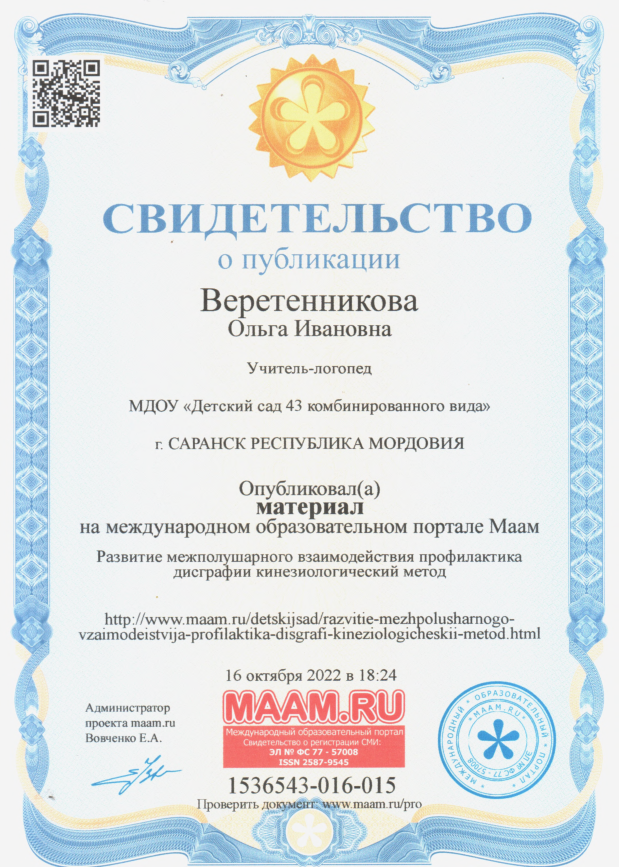 СВИДЕТЕЛЬСТВО
о публикации
Веретенникова
Ольга Ивановна
Учитель-логопед
МДОУ «Детский сад 43 комбинированного вида»
г. САРАНСК РЕСПУБЛИКА МОРДОВИЯ
Опубликовал(а)
материал
на международном образовательном портале Маам
Развитие межполушарного взаимодействия профилактика
дисграфии кинезиологический метод
http://www.maam.ru/detskijsad/razvitie-mezhpolusharnogo-
vzaimodeistvija-profilaktika-disgrafi-kineziologicheskii-metod.html
16 октября 2022 в 18:24
Администратор
проекта maam.ru
Вовченко Е.А.
MAAM.RU
Международный образовательный портал
Свидетельство о регистрации СМИ:
ЭЛ № ФС 77 - 57008
ISSN 2587-9545
1536543-016-015
Проверить документ: www.maam.ru/pro
МЕЖДУНАРОДНЫЙ ОБРАЗОВАТЕЛЬНЫЙ ПОРТАЛ
MAAM.RU
ЭЛ № ФС 77 - 57008